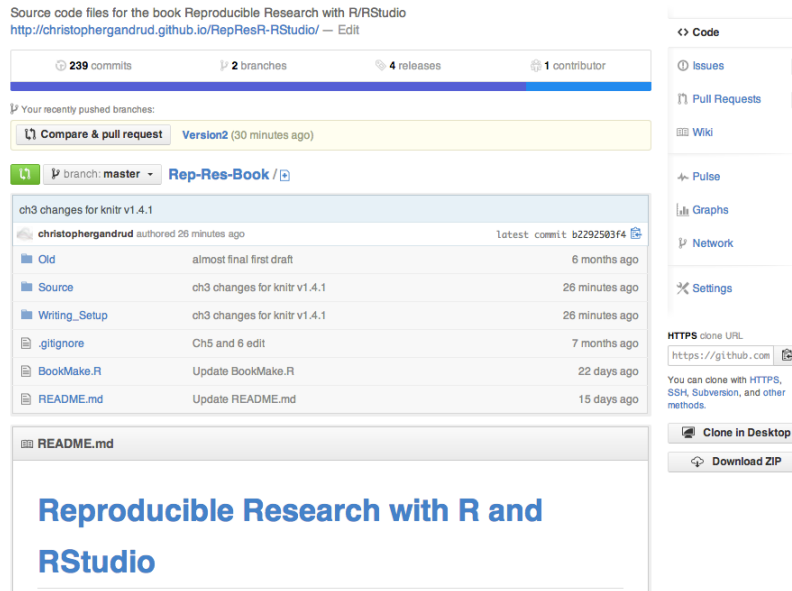 Source code files for the book Reproducible Research with R/RStudio
http://christophergandrud.github.io/RepResR-RStudio/ — Edit
239 commits 2 branches 4 releases 1 contributor
Your recently pushed branches:
Compare & pull request Version2 (30 minutes ago)
branch: master Rep-Res-Book /
ch3 changes for knitr v1.4.1
christophergandrud authored 26 minutes ago latest commit b2292503f4
Old almost final first draft 6 months ago
Source ch3 changes for knitr v1.4.1 26 minutes ago
Writing_Setup ch3 changes for knitr v1.4.1 26 minutes ago
.gitignore Ch5 and 6 edit 7 months ago
BookMake.R Update BookMake.R 22 days ago
README.md Update README.md 15 days ago
README.md
Reproducible Research with R and
RStudio
<> Code
Issues
Pull Requests
Wiki
Pulse
Graphs
Network
Settings
HTTPS clone URL
https://github.com
You can clone with HTTPS,
SSH, Subversion, and other
methods.
Clone in Desktop
Download ZIP